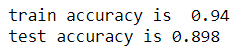 train accuracy is  0.94
test accuracy is 0.898